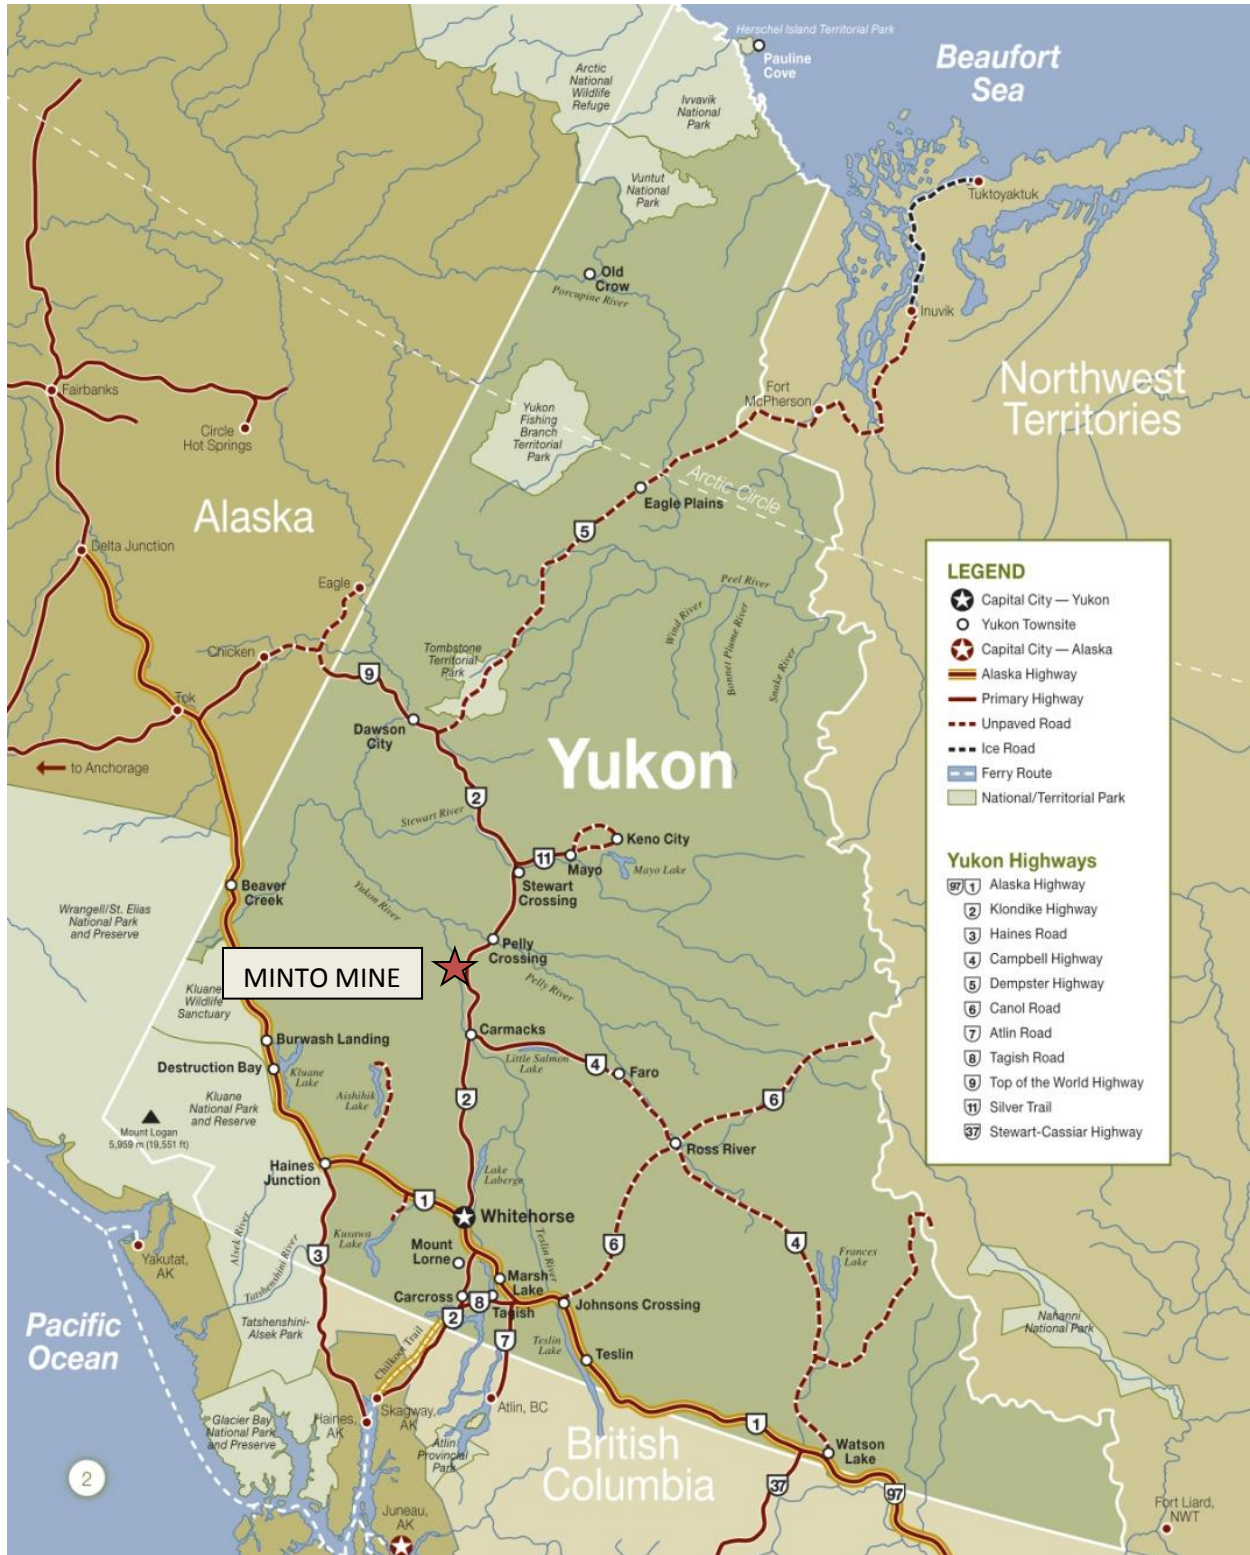 Herschel Island Territorial Park
Pauline
Cove
Beaufort
Sea
Arctic
National
Wildlife
Refuge
Ivvavik
National
Park
Vuntut
National
Park
Tuktoyaktuk
Old
Crow
Porcupine River
Inuvik
Northwest
Territories
Fort
McPherson
Fairbanks
Circle
Hot Springs
Yukon
Fishing
Branch
Territorial
Park
Arctic Circle
Eagle Plains
Alaska
5
Delta Junction
Eagle
Peel River
Wind River
Bonnet Plume River
Snake River
Chicken
Tombstone
Territorial
Park
9
Tok
Dawson
City
to Anchorage
Yukon
2
Stewart River
Keno City
11
Mayo
Mayo Lake
Stewart
Crossing
Beaver
Creek
Yukon River
Wrangell/St. Elias
National Park
and Preserve
Pelly
Crossing
MINTO MINE
Pelly River
Kluane
Wildlife
Sanctuary
Carmacks
Burwash Landing
Destruction Bay
Kluane
Lake
Little Salmon
Lake
4
Faro
Aishihik
Lake
2
6
Kluane
National Park
and Reserve
Mount Logan
5,959 m (19,551 ft)
Ross River
Haines
Junction
Lake
Laberge
1
Whitehorse
Alsek River
Tatshenshini River
3
Kusawa
Lake
Teslin River
6
4
Frances
Lake
Mount
Lorne
Yakutat,
AK
Marsh
Lake
Carcross
8
Tagish
2
Johnsons Crossing
Pacific
Ocean
Tatshenshini-
Alsek Park
Chilkoot Trail
7
Teslin
Lake
Teslin
Nahanni
National Park
Glacier Bay
National Park
and Preserve
Haines,
AK
Skagway,
AK
Atlin, BC
1
Atlin
Provincial
Park
British
Columbia
Watson
Lake
37
97
2
Juneau,
AK
Fort Liard,
NWT
LEGEND
Capital City — Yukon
Yukon Townsite
Capital City — Alaska
Alaska Highway
Primary Highway
Unpaved Road
Ice Road
Ferry Route
National/Territorial Park
Yukon Highways
97 1 Alaska Highway
2 Klondike Highway
3 Haines Road
4 Campbell Highway
5 Dempster Highway
6 Canol Road
7 Atlin Road
8 Tagish Road
9 Top of the World Highway
11 Silver Trail
37 Stewart-Cassiar Highway